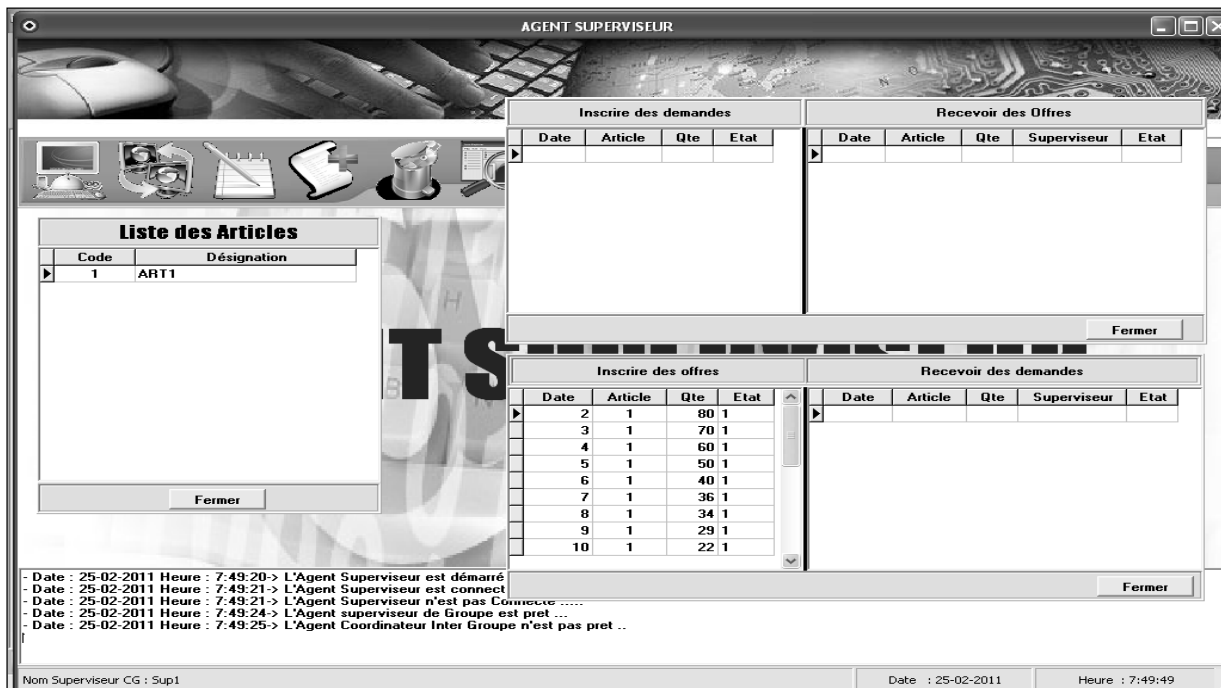 AGENT SUPERVISEUR
Inscrire des demandes
Recevoir des Offres
Date Article Qte Etat
Date Article Qte Superviseur Etat
Liste des Articles
Code Désignation
1 ART1
Fermer
Fermer
T S
Inscrire des offres
Recevoir des demandes
Date Article Qte Etat
Date Article Qte Superviseur Etat
2 1 80 1
3 1 70 1
4 1 60 1
5 1 50 1
6 1 40 1
7 1 36 1
8 1 34 1
9 1 29 1
10 1 22 1
Fermer
- Date : 25-02-2011 Heure : 7:49:20-> L'Agent Superviseur est démarré
- Date : 25-02-2011 Heure : 7:49:21-> L'Agent Superviseur est connect
- Date : 25-02-2011 Heure : 7:49:21-> L'Agent Superviseur n'est pas Connecte .....
- Date : 25-02-2011 Heure : 7:49:24-> L'Agent superviseur de Groupe est pret ...
- Date : 25-02-2011 Heure : 7:49:25-> L'Agent Coordinateur Inter Groupe n'est pas pret ..
Nom Superviseur CG : Sup1
Date : 25-02-2011
Heure : 7:49:49